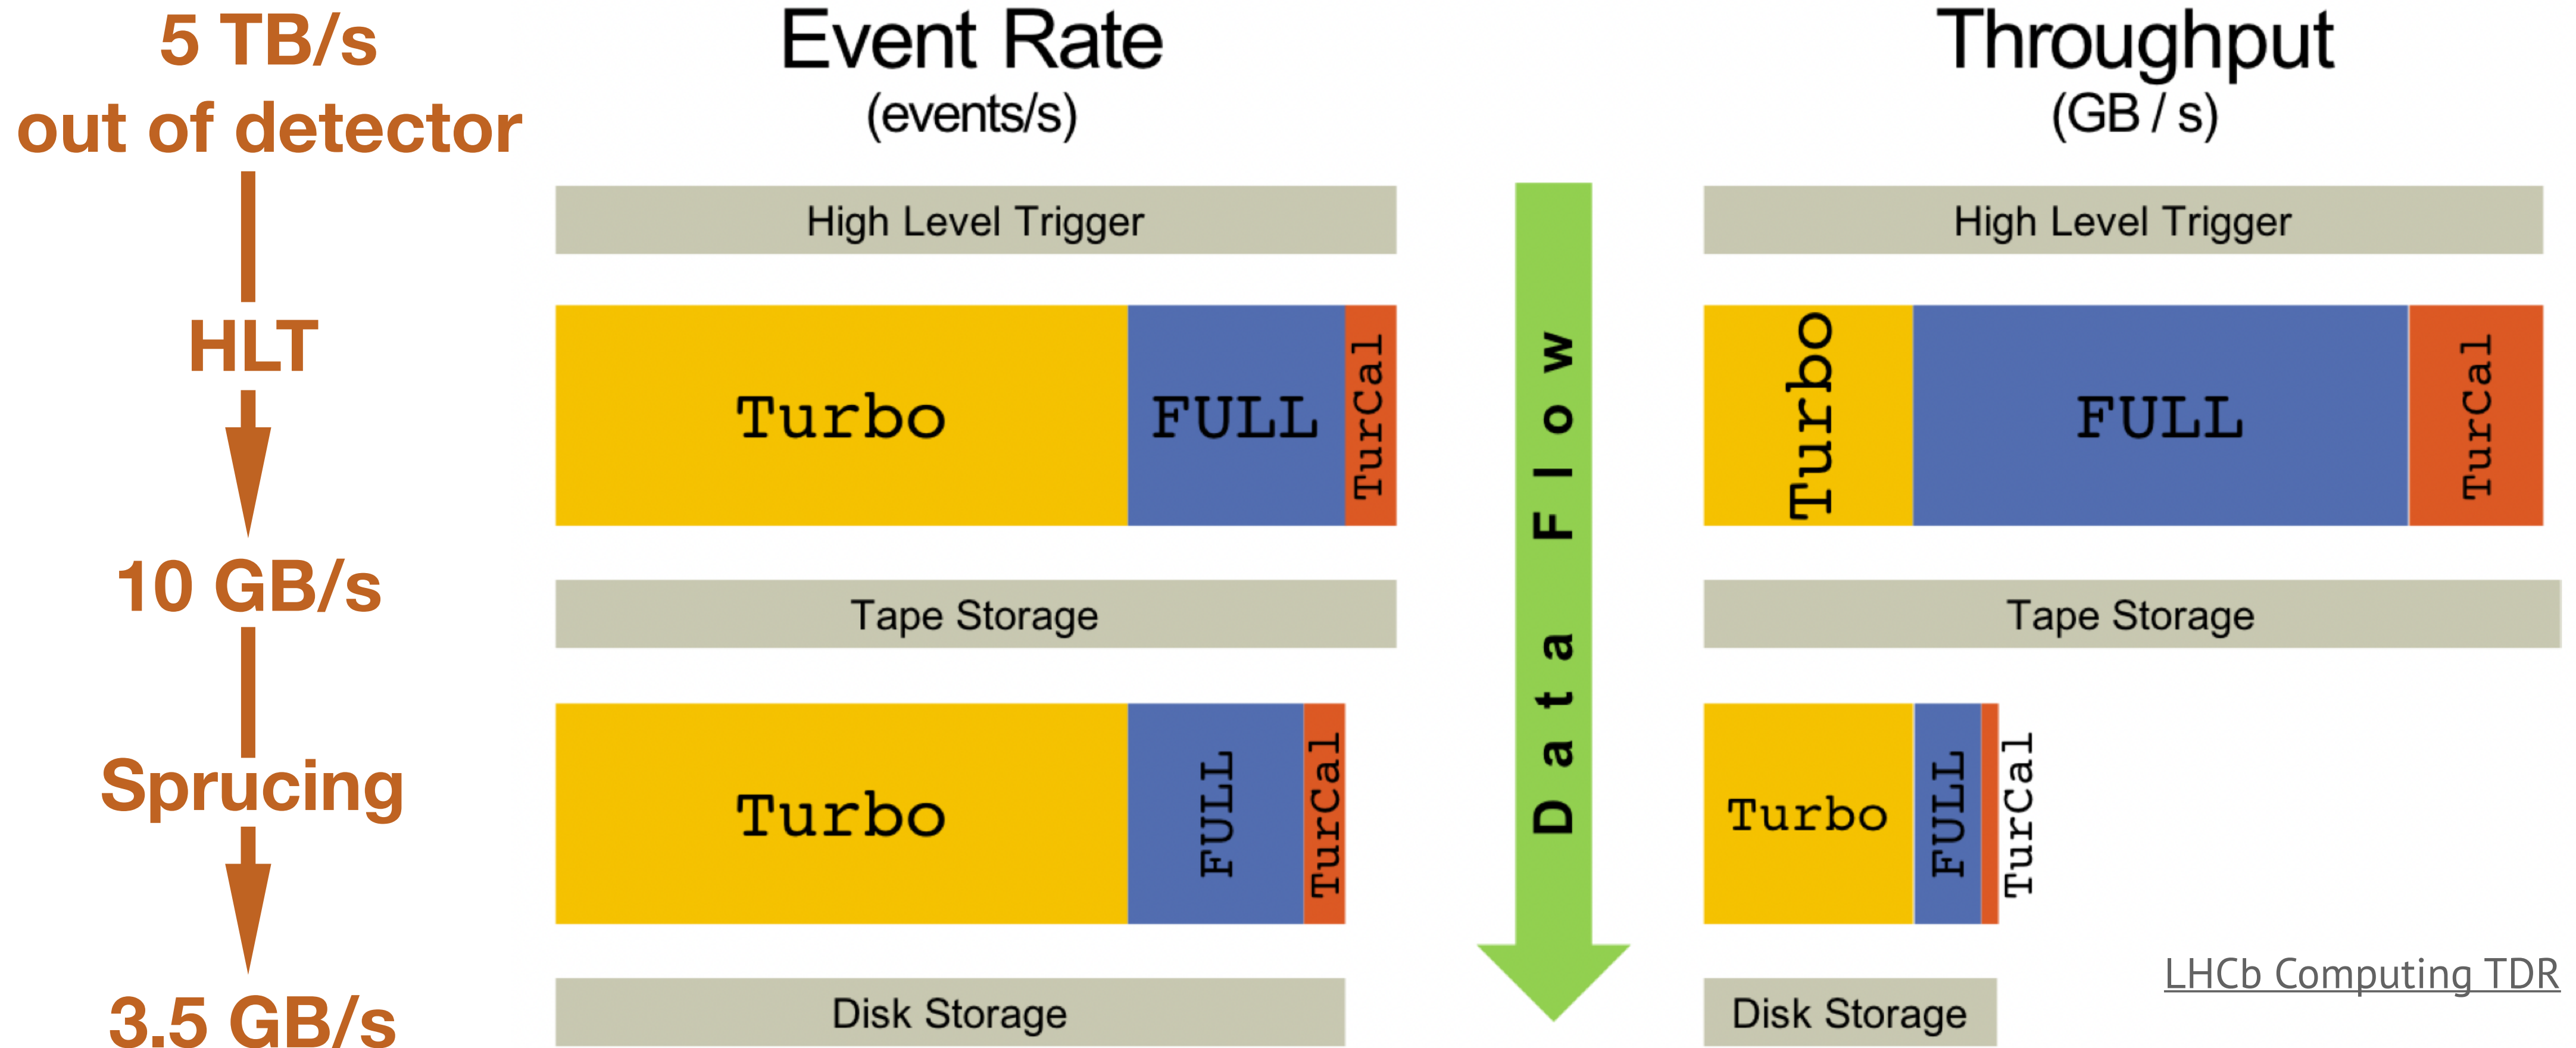 5 TB/s
out of detector
HLT
10 GB/s
Sprucing
3.5 GB/s
Event Rate
(events/s)
High Level Trigger
Turbo
FULL
TurCal
Tape Storage
Turbo
FULL
TurCal
Disk Storage
Data Flow
Throughput
(GB / s)
High Level Trigger
Turbo
FULL
TurCal
Tape Storage
Turbo
FULL
TurCal
Disk Storage
LHCb Computing TDR